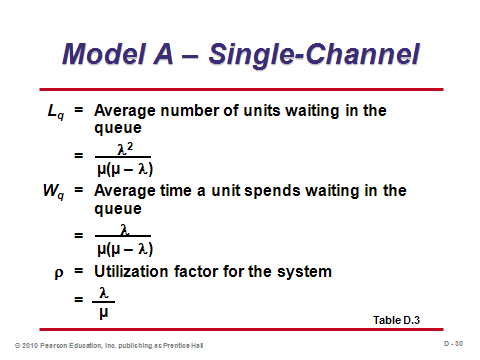 Model A – Single-Channel
Lq = Average number of units waiting in the
queue
= λ²
μ(μ – λ)
Wq = Average time a unit spends waiting in the
queue
= λ
μ(μ – λ)
ρ = Utilization factor for the system
= λ
μ
Table D.3
© 2010 Pearson Education, Inc. publishing as Prentice Hall
D - 30